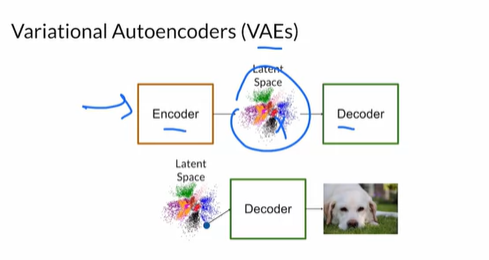 Variational Autoencoders (VAEs)
Latent
Space
Encoder
Decoder
Latent
Space
Decoder